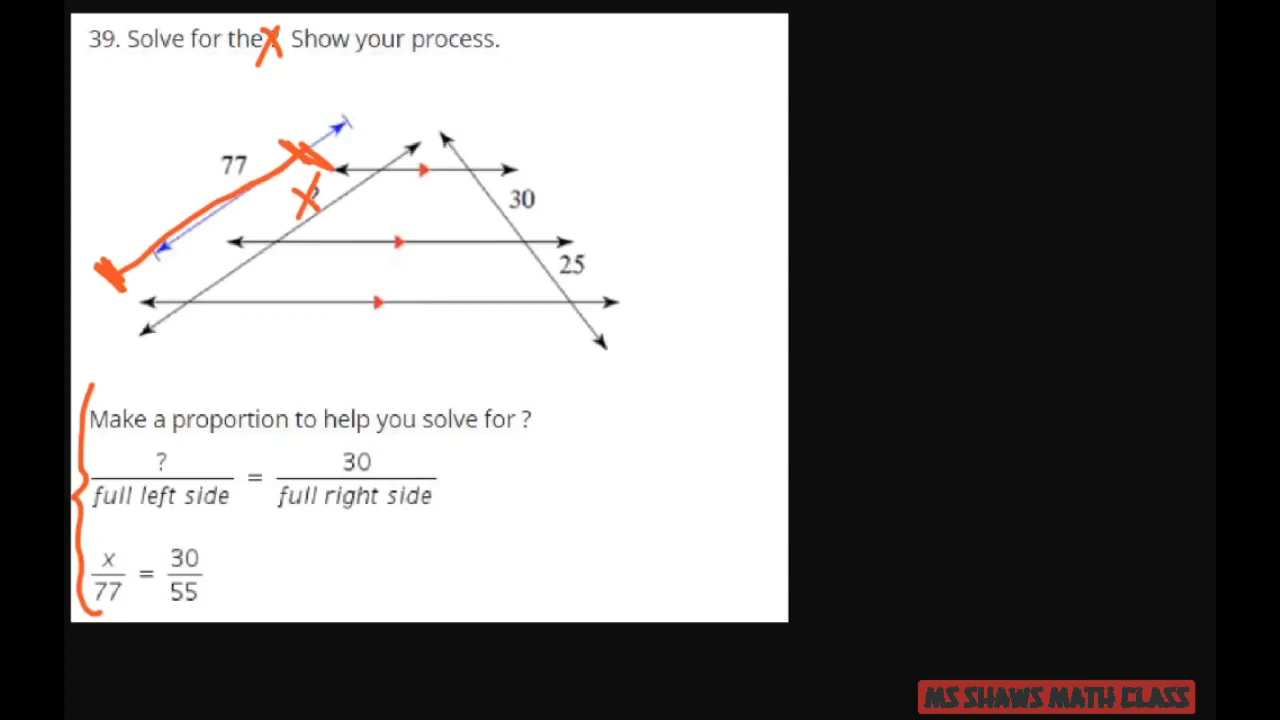 39. Solve for the X Show your process.
77
X
30
25
Make a proportion to help you solve for ?
? / full left side = 30 / full right side
x / 77 = 30 / 55
MS SHAWS MATH CLASS